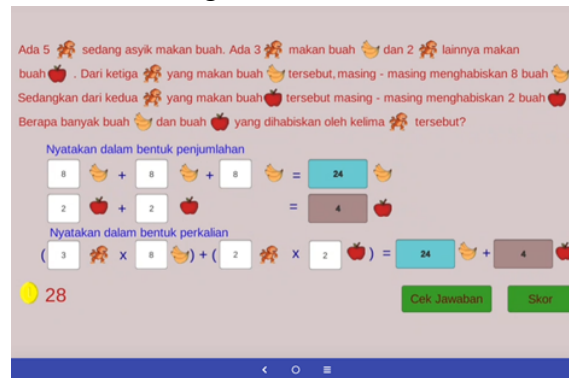 Ada 5 sedang asyik makan buah. Ada 3 makan buah dan 2 lainnya makan
buah . Dari ketiga yang makan buah tersebut, masing - masing menghabiskan 8 buah
Sedangkan dari kedua yang makan buah tersebut masing - masing menghabiskan 2 buah
Berapa banyak buah dan buah yang dihabiskan oleh kelima tersebut?
Nyatakan dalam bentuk penjumlahan
8 + 8 + 8 = 24
2 + 2 = 4
Nyatakan dalam bentuk perkalian
( 3 x 8 ) + ( 2 x 2 ) = 24 + 4
28 Cek Jawaban Skor